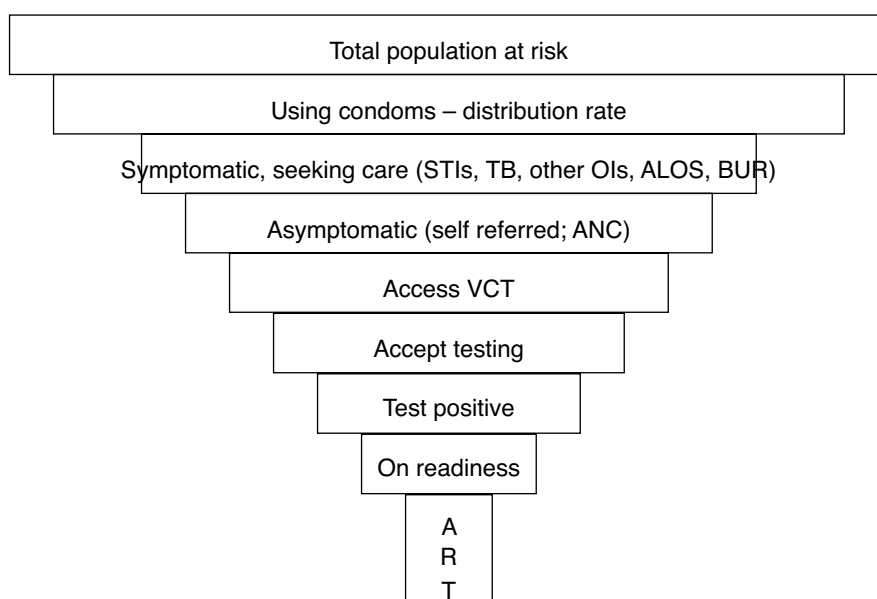 Total population at risk
Using condoms – distribution rate
Symptomatic, seeking care (STIs, TB, other OIs, ALOS, BUR)
Asymptomatic (self referred; ANC)
Access VCT
Accept testing
Test positive
On readiness
A
R
T